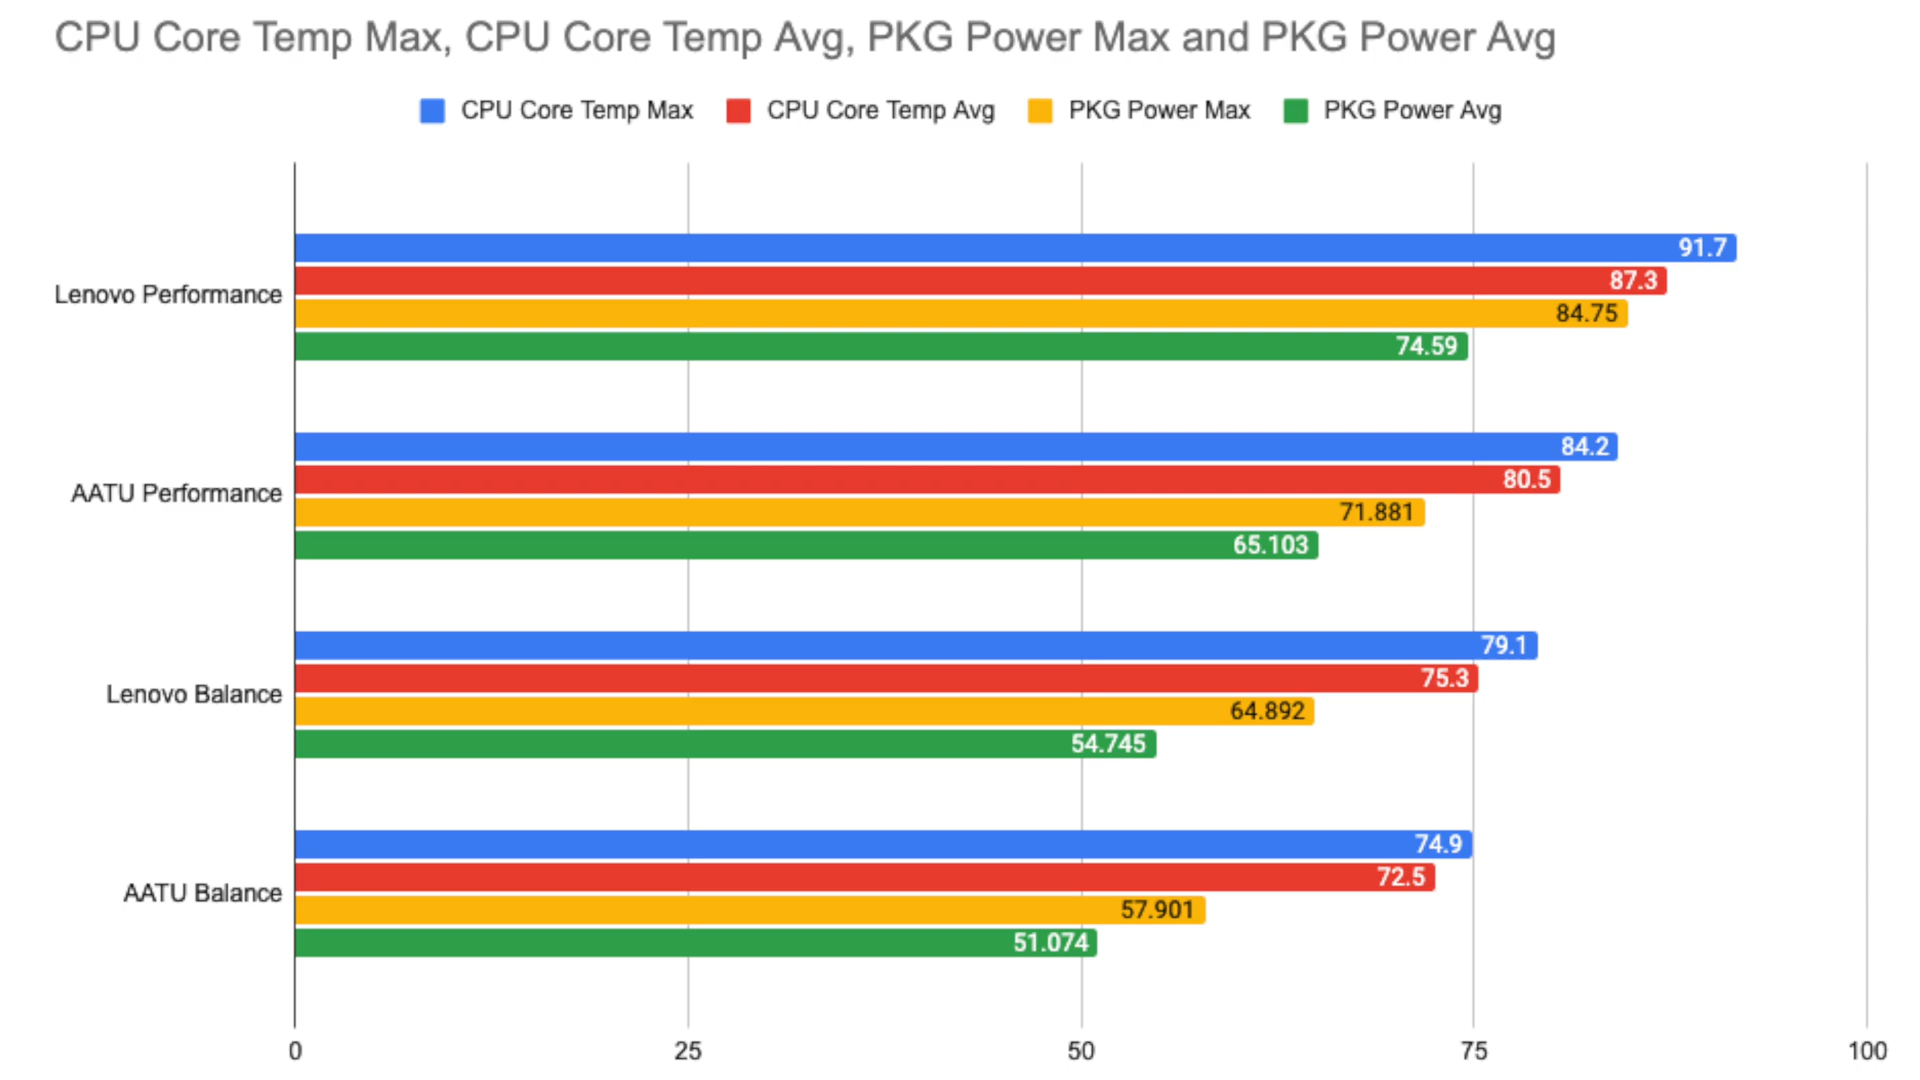 CPU Core Temp Max, CPU Core Temp Avg, PKG Power Max and PKG Power Avg
CPU Core Temp Max CPU Core Temp Avg PKG Power Max PKG Power Avg
91.7
87.3
Lenovo Performance
84.75
74.59
84.2
80.5
AATU Performance
71.881
65.103
79.1
75.3
Lenovo Balance
64.892
54.745
74.9
72.5
AATU Balance
57.901
51.074
0 25 50 75 100